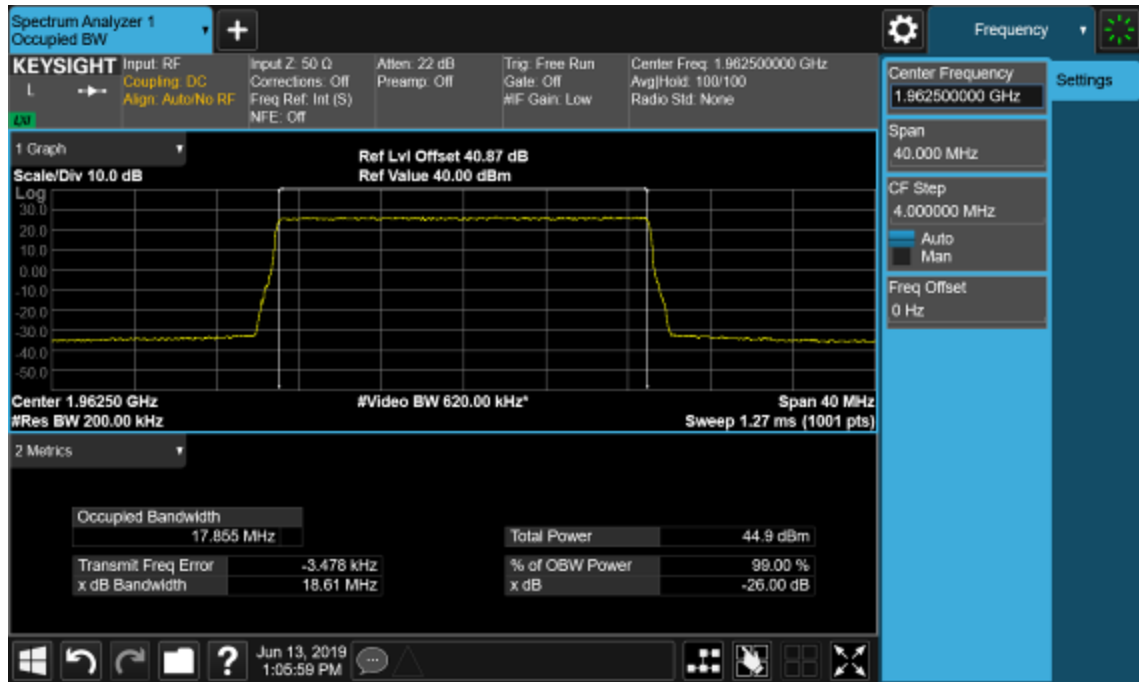 Spectrum Analyzer 1
Occupied BW
+
Frequency
KEYSIGHT
L
LXI
Input: RF
Coupling: DC
Align: Auto/No RF
Input Z: 50 Ω
Corrections: Off
Freq Ref: Int (S)
NFE: Off
Atten: 22 dB
Preamp: Off
Trig: Free Run
Gate: Off
#IF Gain: Low
Center Freq: 1.962500000 GHz
Avg|Hold: 100/100
Radio Std: None
Center Frequency
1.962500000 GHz
Settings
Span
40.000 MHz
CF Step
4.000000 MHz
Auto
Man
Freq Offset
0 Hz
1 Graph
Scale/Div 10.0 dB
Ref Lvl Offset 40.87 dB
Ref Value 40.00 dBm
Log
30.0
20.0
10.0
0.00
-10.0
-20.0
-30.0
-40.0
-50.0
Center 1.96250 GHz
#Video BW 620.00 kHz*
Span 40 MHz
#Res BW 200.00 kHz
Sweep 1.27 ms (1001 pts)
2 Metrics
Occupied Bandwidth
17.855 MHz
Total Power 44.9 dBm
Transmit Freq Error -3.478 kHz
% of OBW Power 99.00 %
x dB Bandwidth 18.61 MHz
x dB -26.00 dB
?
Jun 13, 2019
1:05:59 PM